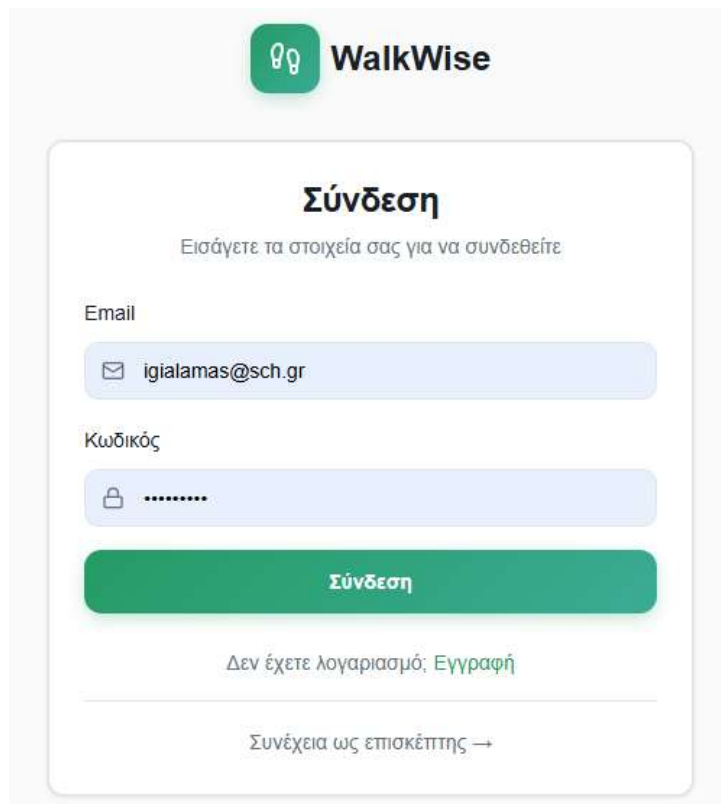 WalkWise
Σύνδεση
Εισάγετε τα στοιχεία σας για να συνδεθείτε
Email
igialamas@sch.gr
Κωδικός
•••••••••
Σύνδεση
Δεν έχετε λογαριασμό; Εγγραφή
Συνέχεια ως επισκέπτης →